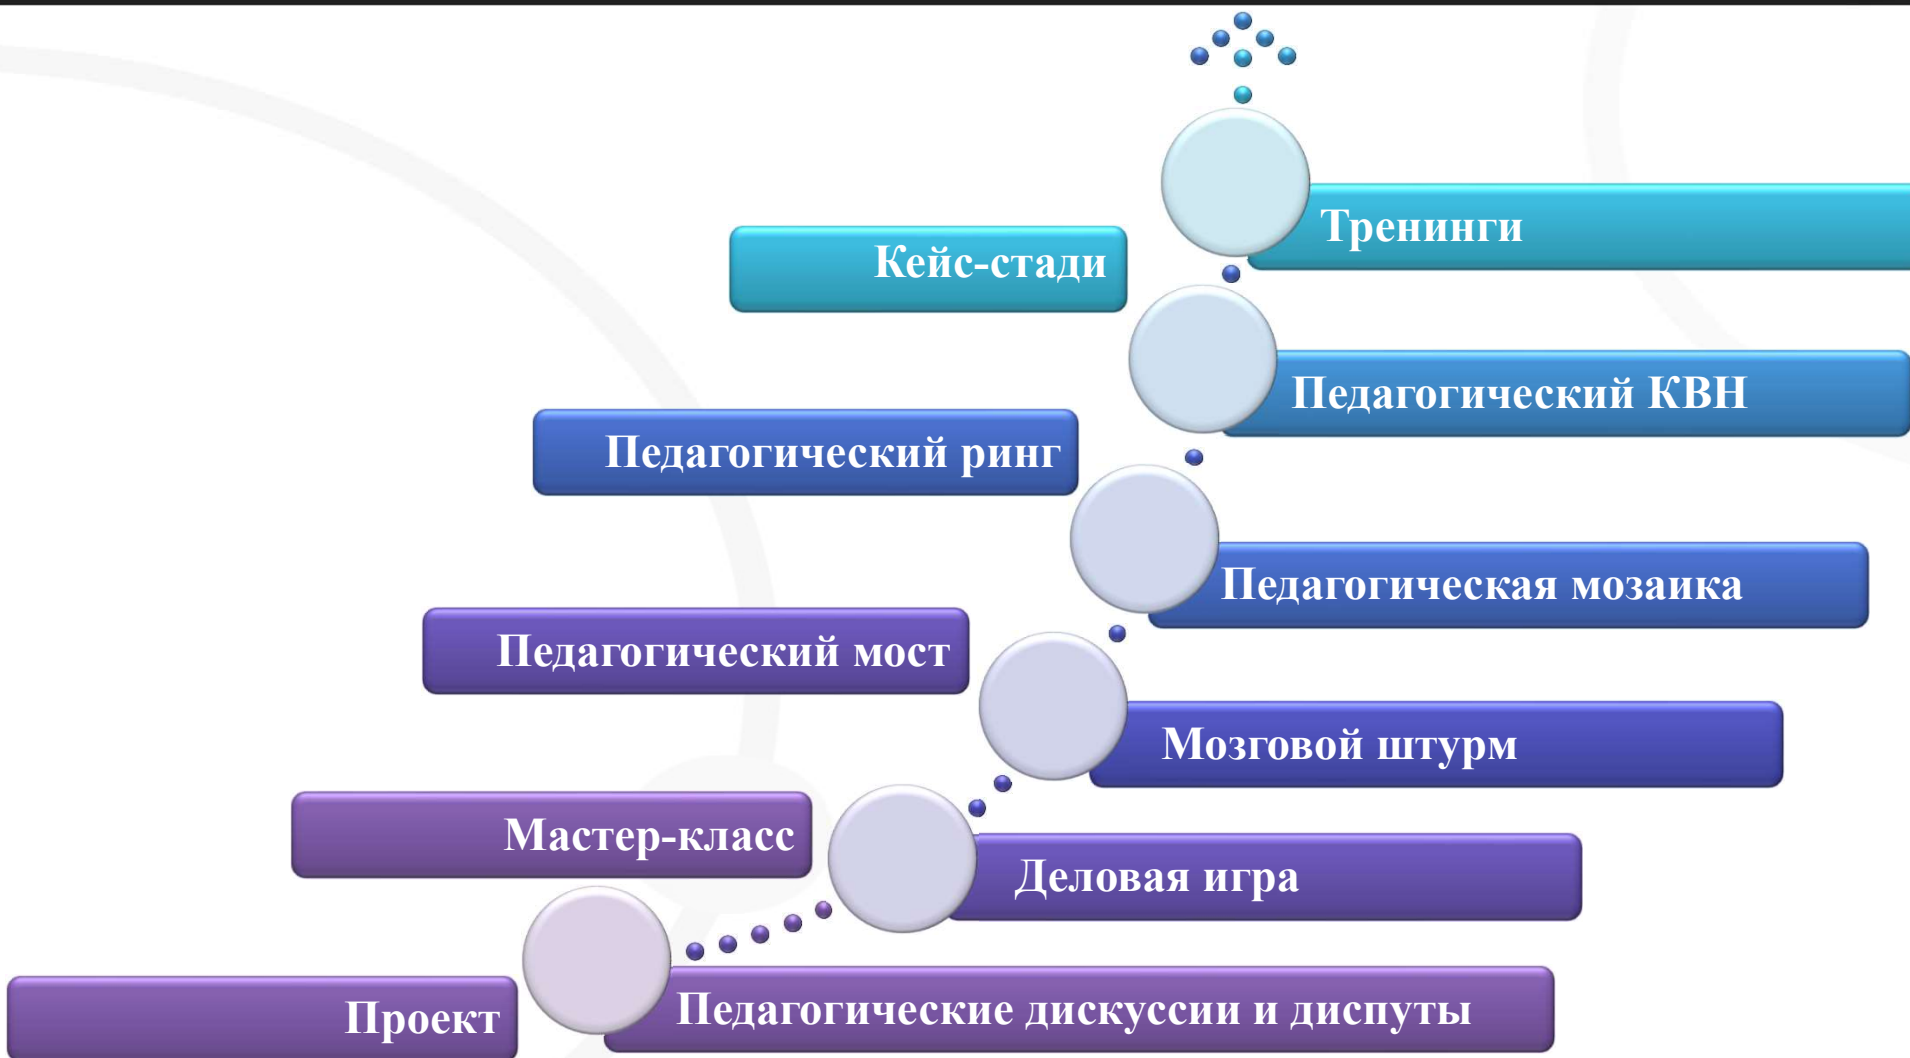 Тренинги
Кейс-стади
Педагогический КВН
Педагогический ринг
Педагогическая мозаика
Педагогический мост
Мозговой штурм
Мастер-класс
Деловая игра
Педагогические дискуссии и диспуты
Проект